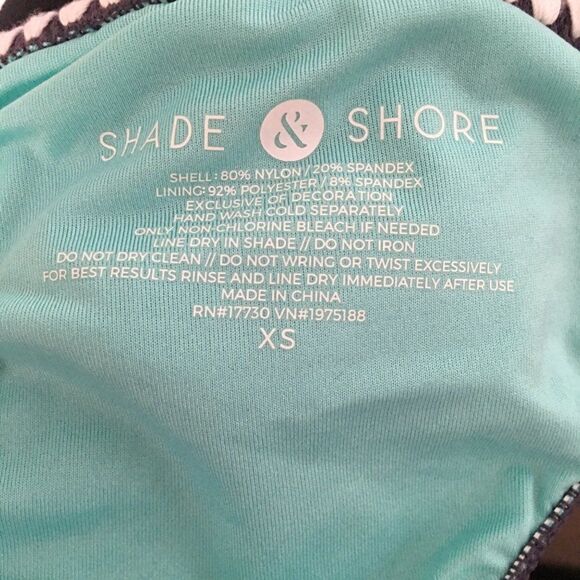 SHADE & SHORE
SHELL: 80% NYLON / 20% SPANDEX
LINING: 92% POLYESTER / 8% SPANDEX
EXCLUSIVE OF DECORATION
HAND WASH COLD SEPARATELY
ONLY NON-CHLORINE BLEACH IF NEEDED
LINE DRY IN SHADE // DO NOT IRON
DO NOT DRY CLEAN // DO NOT WRING OR TWIST EXCESSIVELY
FOR BEST RESULTS RINSE AND LINE DRY IMMEDIATELY AFTER USE
MADE IN CHINA
RN#17730 VN#1975188
XS